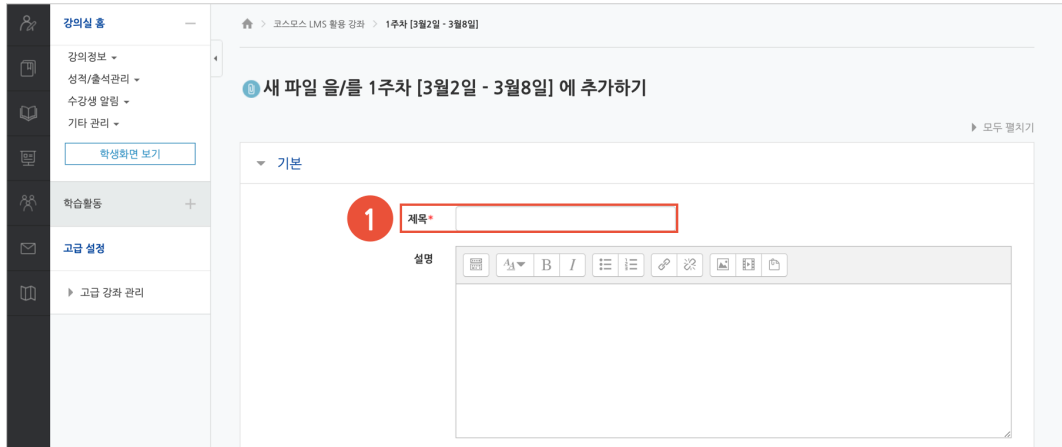 강의실 홈
강의정보
성적/출석관리
수강생 알림
기타 관리
학생화면 보기
학습활동
고급 설정
고급 강좌 관리
코스모스 LMS 활용 강좌 > 1주차 [3월2일 - 3월8일]
새 파일 을/를 1주차 [3월2일 - 3월8일] 에 추가하기
모두 펼치기
기본
1 제목*
설명
B I